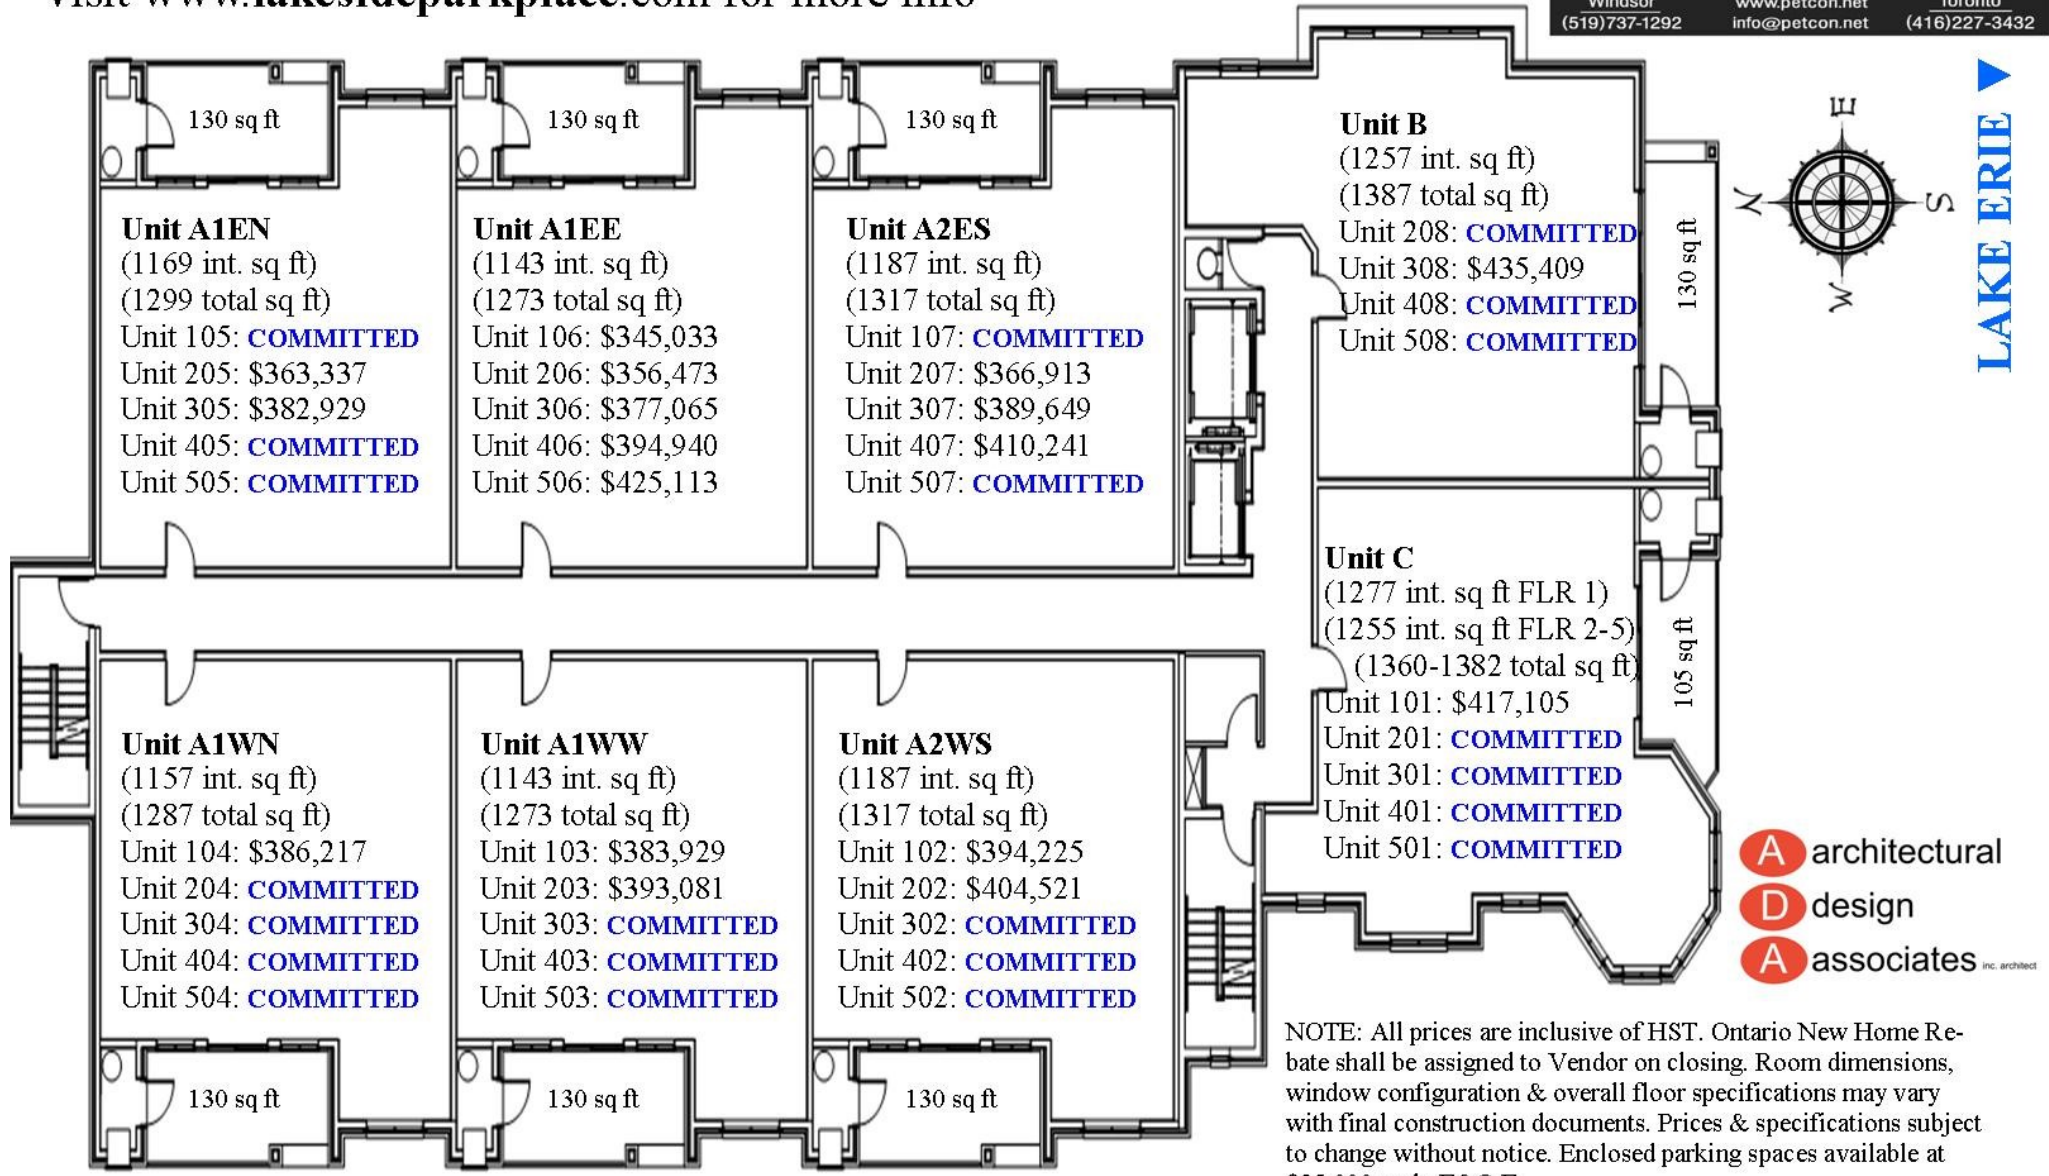 Visit www.lakesideparkplace.com for more info
Windsor
(519)737-1292
www.petcon.net
info@petcon.net
Toronto
(416)227-3432
130 sq ft
130 sq ft
130 sq ft
Unit A1EN
(1169 int. sq ft)
(1299 total sq ft)
Unit 105: COMMITTED
Unit 205: $363,337
Unit 305: $382,929
Unit 405: COMMITTED
Unit 505: COMMITTED
Unit A1EE
(1143 int. sq ft)
(1273 total sq ft)
Unit 106: $345,033
Unit 206: $356,473
Unit 306: $377,065
Unit 406: $394,940
Unit 506: $425,113
Unit A2ES
(1187 int. sq ft)
(1317 total sq ft)
Unit 107: COMMITTED
Unit 207: $366,913
Unit 307: $389,649
Unit 407: $410,241
Unit 507: COMMITTED
Unit B
(1257 int. sq ft)
(1387 total sq ft)
Unit 208: COMMITTED
Unit 308: $435,409
Unit 408: COMMITTED
Unit 508: COMMITTED
130 sq ft
E
N
S
W
LAKE ERIE
Unit C
(1277 int. sq ft FLR 1)
(1255 int. sq ft FLR 2-5)
(1360-1382 total sq ft)
Unit 101: $417,105
Unit 201: COMMITTED
Unit 301: COMMITTED
Unit 401: COMMITTED
Unit 501: COMMITTED
105 sq ft
Unit A1WN
(1157 int. sq ft)
(1287 total sq ft)
Unit 104: $386,217
Unit 204: COMMITTED
Unit 304: COMMITTED
Unit 404: COMMITTED
Unit 504: COMMITTED
Unit A1WW
(1143 int. sq ft)
(1273 total sq ft)
Unit 103: $383,929
Unit 203: $393,081
Unit 303: COMMITTED
Unit 403: COMMITTED
Unit 503: COMMITTED
Unit A2WS
(1187 int. sq ft)
(1317 total sq ft)
Unit 102: $394,225
Unit 202: $404,521
Unit 302: COMMITTED
Unit 402: COMMITTED
Unit 502: COMMITTED
130 sq ft
130 sq ft
130 sq ft
A architectural
D design
A associates inc. architect
NOTE: All prices are inclusive of HST. Ontario New Home Re-
bate shall be assigned to Vendor on closing. Room dimensions,
window configuration & overall floor specifications may vary
with final construction documents. Prices & specifications subject
to change without notice. Enclosed parking spaces available at